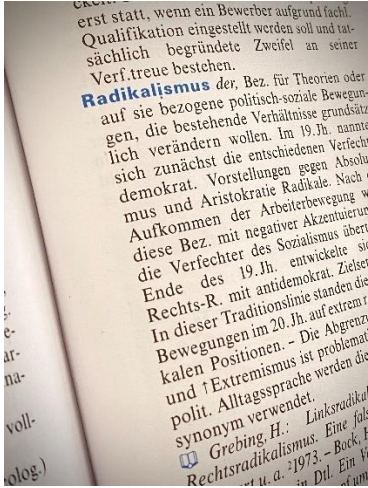 erst statt, wenn ein Bewerber aufgrund fachl.
Qualifikation eingestellt werden soll und tat-
sächlich begründete Zweifel an seiner
Verf.treue bestehen.
Radikalismus der, Bez. für Theorien oder
auf sie bezogene politisch-soziale Bewegun-
gen, die bestehende Verhältnisse grundsätz-
lich verändern wollen. Im 19. Jh. nannte
sich zunächst die entschiedenen Verfech
demokrat. Vorstellungen gegen Absolu
mus und Aristokratie Radikale. Nach
Aufkommen der Arbeiterbewegung w
diese Bez. mit negativer Akzentuierun
die Verfechter des Sozialismus übert
Ende des 19. Jh. entwickelte sic
Rechts-R. mit antidemokrat. Zielse
In dieser Traditionslinie standen die
Bewegungen im 20. Jh. auf extrem r
kalen Positionen. – Die Abgrenz
und ↑Extremismus ist problemat
polit. Alltagssprache werden die
synonym verwendet.
Grebing, H.: Linksradikal
Rechtsradikalismus. Eine fals
u. a. ²1973. – Bock, H
in Dtl. Ein V
e-
ar-
na-
voll-
olog.)